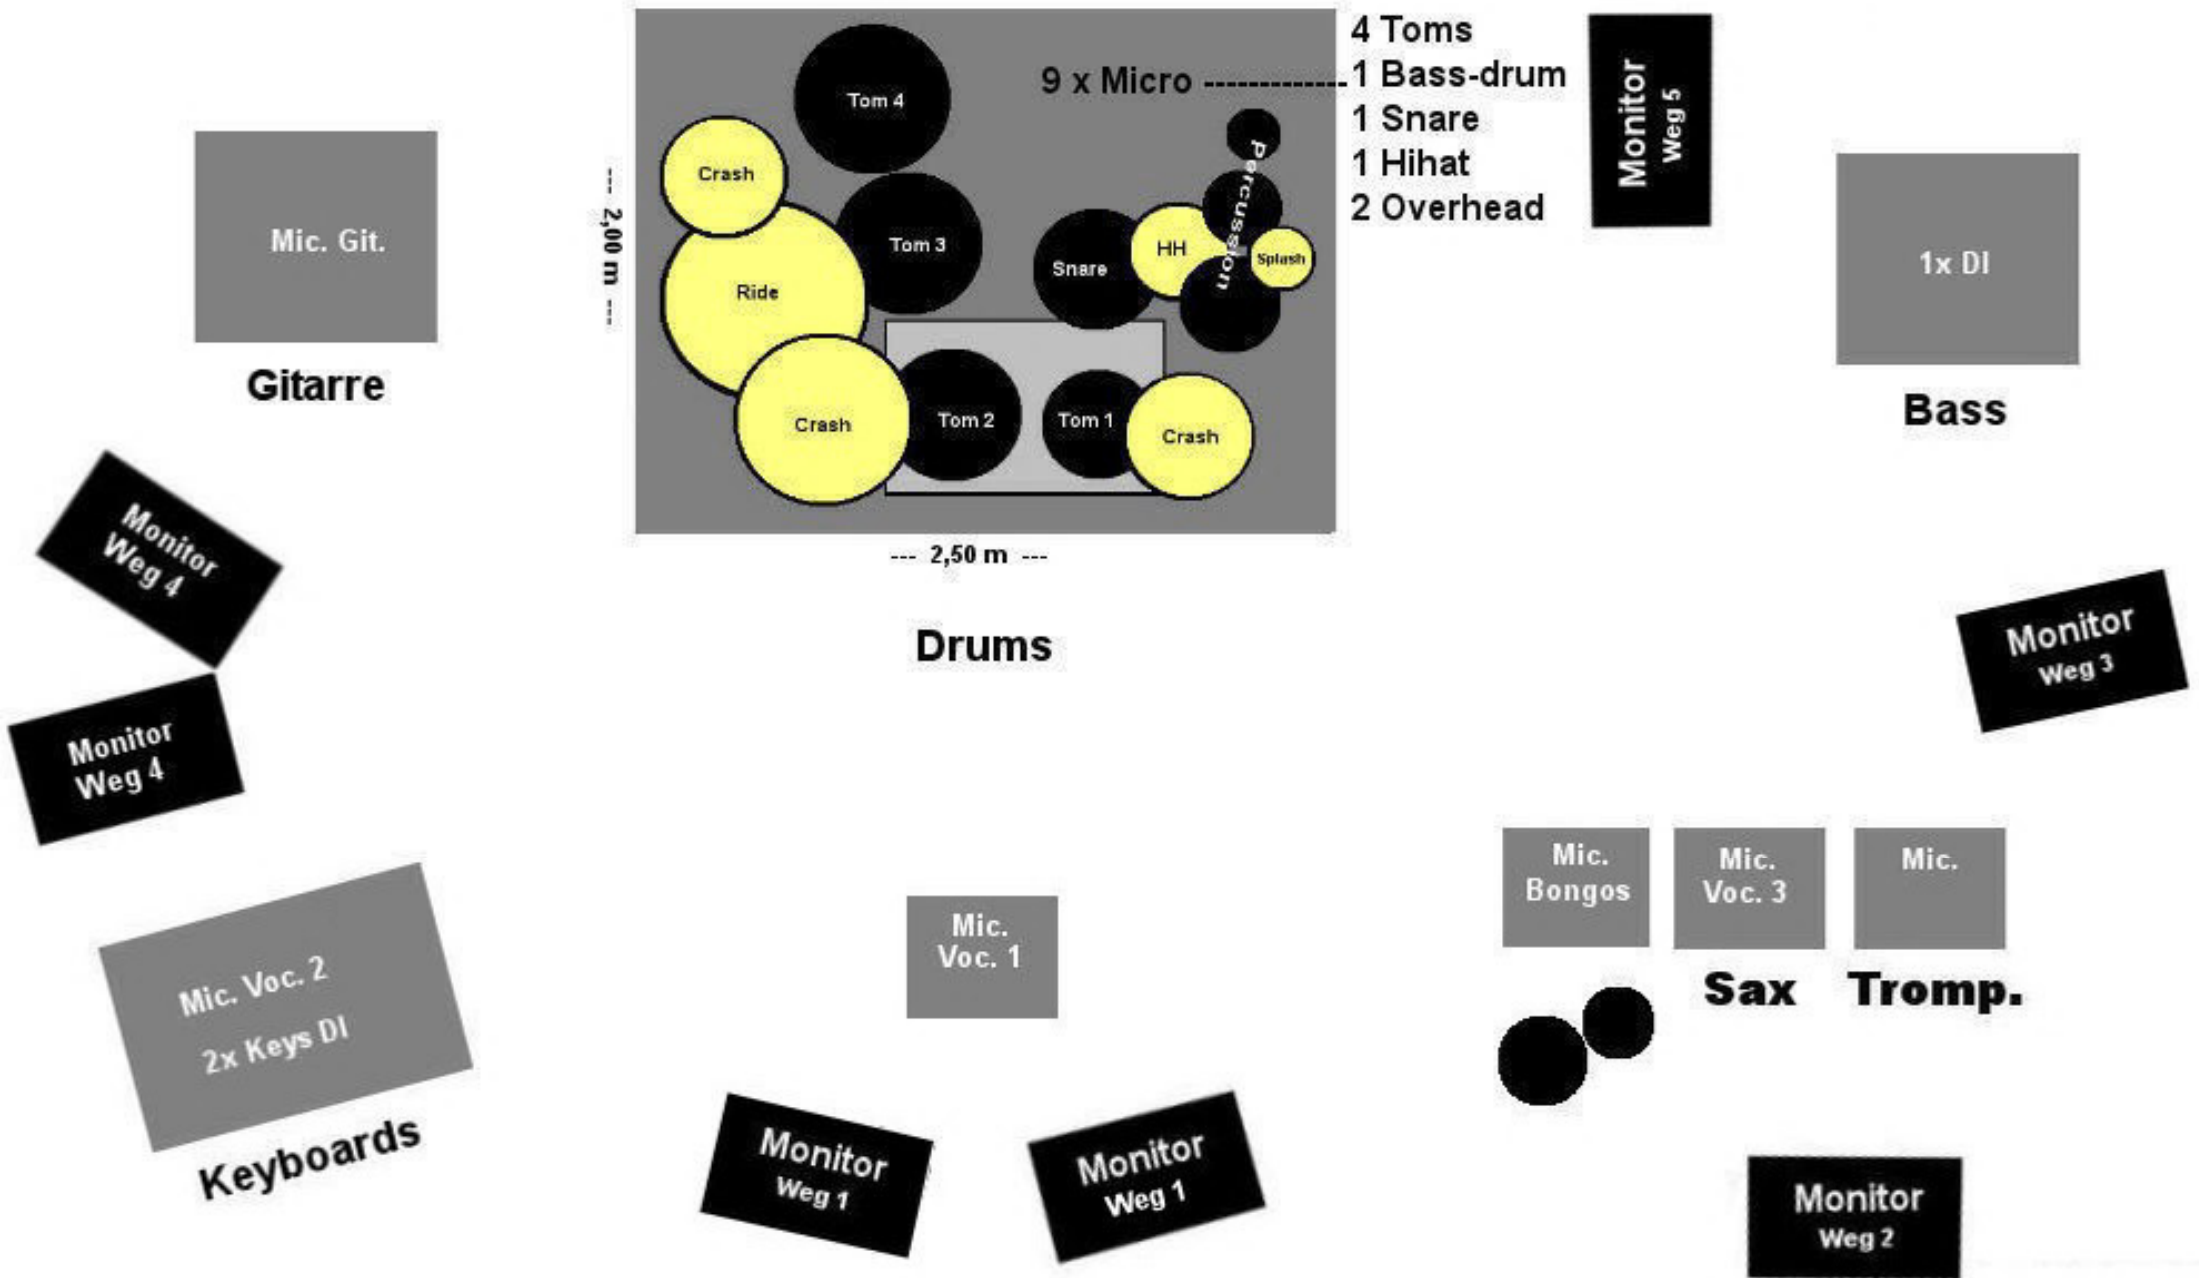 4 Toms
9 x Micro -------------- 1 Bass-drum
1 Snare
1 Hihat
2 Overhead
Tom 4
Crash
Tom 3
Ride
Snare
HH
Percussion
Splash
Crash
Tom 2
Tom 1
Crash
--- 2,00 m ---
--- 2,50 m ---
Drums
Monitor
Weg 5
Mic. Git.
Gitarre
1x DI
Bass
Monitor
Weg 4
Monitor
Weg 4
Monitor
Weg 3
Mic. Voc. 2
2x Keys DI
Keyboards
Mic.
Voc. 1
Mic.
Bongos
Mic.
Voc. 3
Sax
Mic.
Tromp.
Monitor
Weg 1
Monitor
Weg 1
Monitor
Weg 2